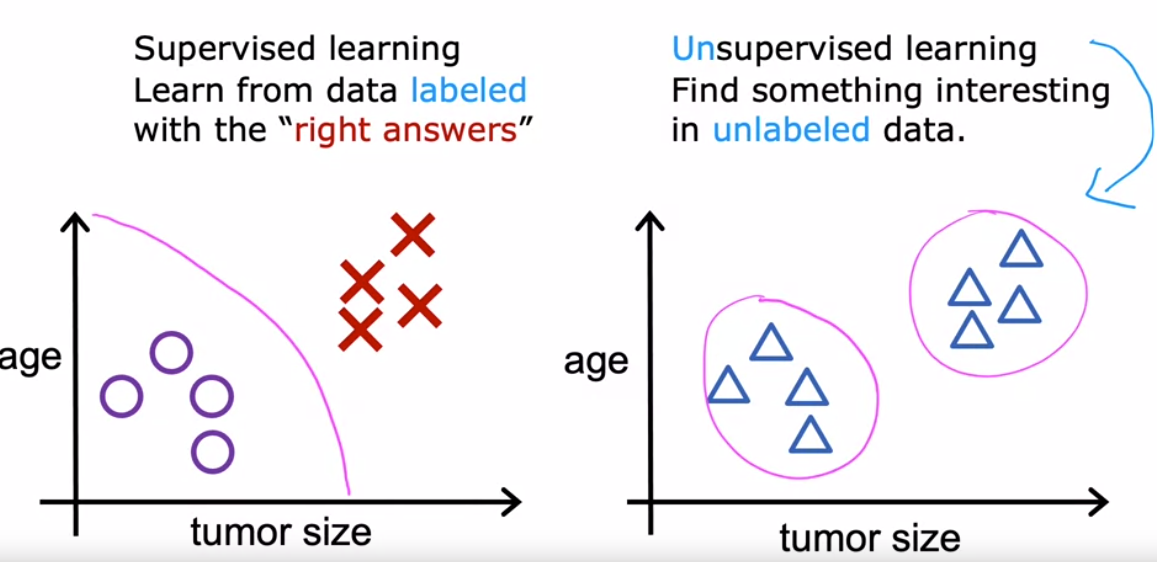 Supervised learning
Learn from data labeled
with the “right answers”
age
tumor size
Unsupervised learning
Find something interesting
in unlabeled data.
age
tumor size